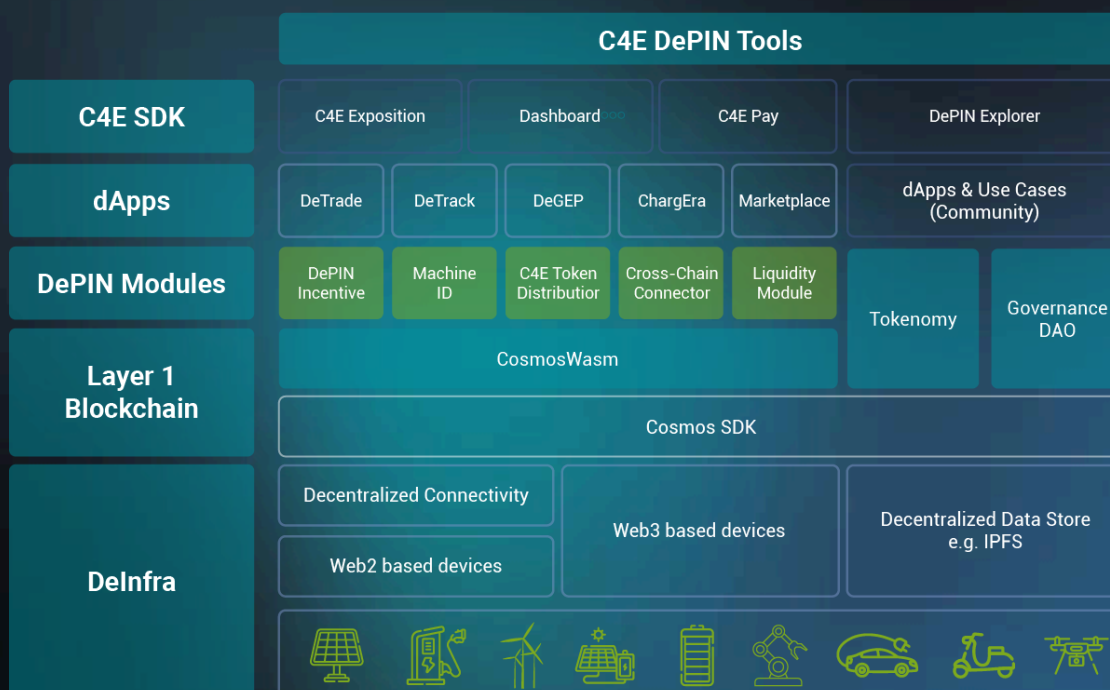 C4E DePIN Tools
C4E SDK
C4E Exposition
Dashboard
C4E Pay
DePIN Explorer
dApps
DeTrade
DeTrack
DeGEP
ChargEra
Marketplace
dApps & Use Cases
(Community)
DePIN Modules
DePIN
Incentive
Machine
ID
C4E Token
Distributior
Cross-Chain
Connector
Liquidity
Module
Tokenomy
Governance
DAO
Layer 1
Blockchain
CosmosWasm
Cosmos SDK
DeInfra
Decentralized Connectivity
Web2 based devices
Web3 based devices
Decentralized Data Store
e.g. IPFS